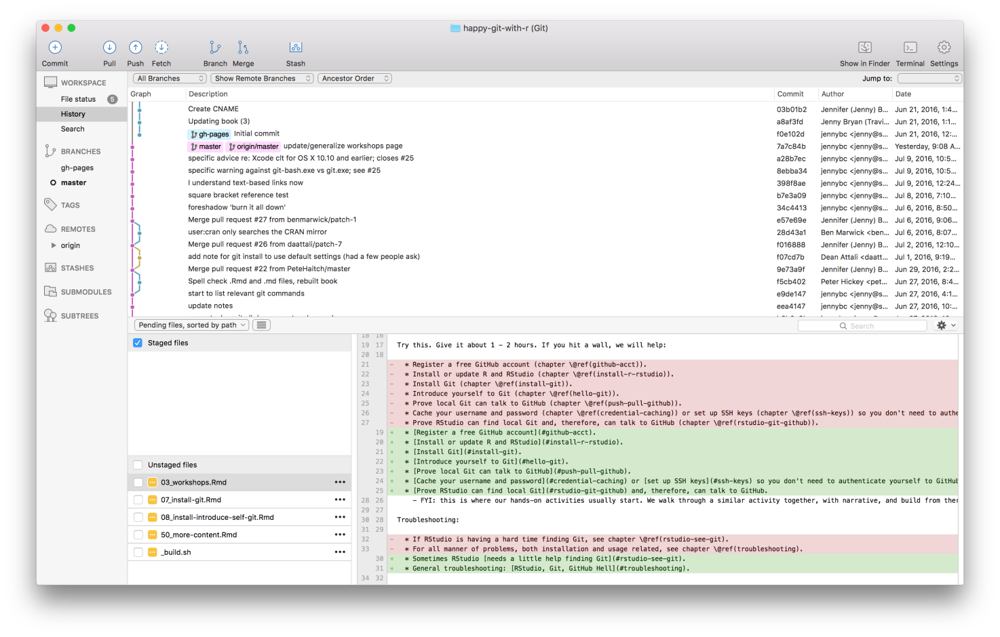 happy-git-with-r (Git)
Commit Pull Push Fetch Branch Merge Stash Show in Finder Terminal Settings
All Branches Show Remote Branches Ancestor Order Jump to:
WORKSPACE
File status 5
History
Search
BRANCHES
gh-pages
master
TAGS
REMOTES
origin
STASHES
SUBMODULES
SUBTREES
Graph Description Commit Author Date
Create CNAME 03b01b2 Jennifer (Jenny) B... Jun 21, 2016, 1:4...
Updating book (3) a8af3fd Jenny Bryan (Travi... Jun 21, 2016, 1:1...
gh-pages Initial commit f0e102d jennybc <jenny@s... Jun 21, 2016, 12:...
master origin/master update/generalize workshops page 7a7c84b jennybc <jenny@s... Yesterday, 9:08 A...
specific advice re: Xcode clt for OS X 10.10 and earlier; closes #25 a28b7ec jennybc <jenny@s... Jul 9, 2016, 10:5...
specific warning against git-bash.exe vs git.exe; see #25 8ebba34 jennybc <jenny@s... Jul 9, 2016, 10:5...
I understand text-based links now 398f8ae jennybc <jenny@s... Jul 9, 2016, 12:24...
square bracket reference test b7e3a09 jennybc <jenny@s... Jul 8, 2016, 7:10...
foreshadow 'burn it all down' 34c4413 jennybc <jenny@s... Jul 6, 2016, 8:50...
Merge pull request #27 from benmarwick/patch-1 e57e69e Jennifer (Jenny) B... Jul 6, 2016, 9:06...
user:cran only searches the CRAN mirror 28d43a1 Ben Marwick <ben... Jul 6, 2016, 8:07...
Merge pull request #26 from daattali/patch-7 f016888 Jennifer (Jenny) B... Jul 2, 2016, 12:10...
add note for git install to use default settings (had a few people ask) f07cd7b Dean Attali <daatt... Jul 1, 2016, 9:19...
Merge pull request #22 from PeteHaitch/master 9e73a9f Jennifer (Jenny) B... Jun 29, 2016, 2:2...
Spell check .Rmd and .md files, rebuilt book f5cb402 Peter Hickey <pet... Jun 27, 2016, 8:4...
start to list relevant git commands e9de147 jennybc <jenny@s... Jun 27, 2016, 4:1...
update notes eea4147 jennybc <jenny@s... Jun 27, 2016, 10:...
Pending files, sorted by path Search
Staged files
Unstaged files
03_workshops.Rmd
07_install-git.Rmd
08_install-introduce-self-git.Rmd
50_more-content.Rmd
_build.sh
18 16
19 17 Try this. Give it about 1 - 2 hours. If you hit a wall, we will help:
20 18
21 - * Register a free GitHub account (chapter \@ref(github-acct)).
22 - * Install or update R and RStudio (chapter \@ref(install-r-rstudio)).
23 - * Install Git (chapter \@ref(install-git)).
24 - * Introduce yourself to Git (chapter \@ref(hello-git)).
25 - * Prove local Git can talk to GitHub (chapter \@ref(push-pull-github)).
26 - * Cache your username and password (chapter \@ref(credential-caching)) or set up SSH keys (chapter \@ref(ssh-keys)) so you don't need to authe
27 - * Prove RStudio can find local Git and, therefore, can talk to GitHub (chapter \@ref(rstudio-git-github)).
19 + * [Register a free GitHub account](#github-acct).
20 + * [Install or update R and RStudio](#install-r-rstudio).
21 + * [Install Git](#install-git).
22 + * [Introduce yourself to Git](#hello-git).
23 + * [Prove local Git can talk to GitHub](#push-pull-github).
24 + * [Cache your username and password](#credential-caching) or [set up SSH keys](#ssh-keys) so you don't need to authenticate yourself to GitHub
25 + * [Prove RStudio can find local Git](#rstudio-git-github) and, therefore, can talk to GitHub.
28 26 - FYI: this is where our hands-on activities usually start. We walk through a similar activity together, with narrative, and build from ther
29 27
30 28 Troubleshooting:
31 29
32 - * If RStudio is having a hard time finding Git, see chapter \@ref(rstudio-see-git).
33 - * For all manner of problems, both installation and usage related, see chapter \@ref(troubleshooting).
30 + * Sometimes RStudio [needs a little help finding Git](#rstudio-see-git).
31 + * General troubleshooting: [RStudio, Git, GitHub Hell](#troubleshooting).
34 32